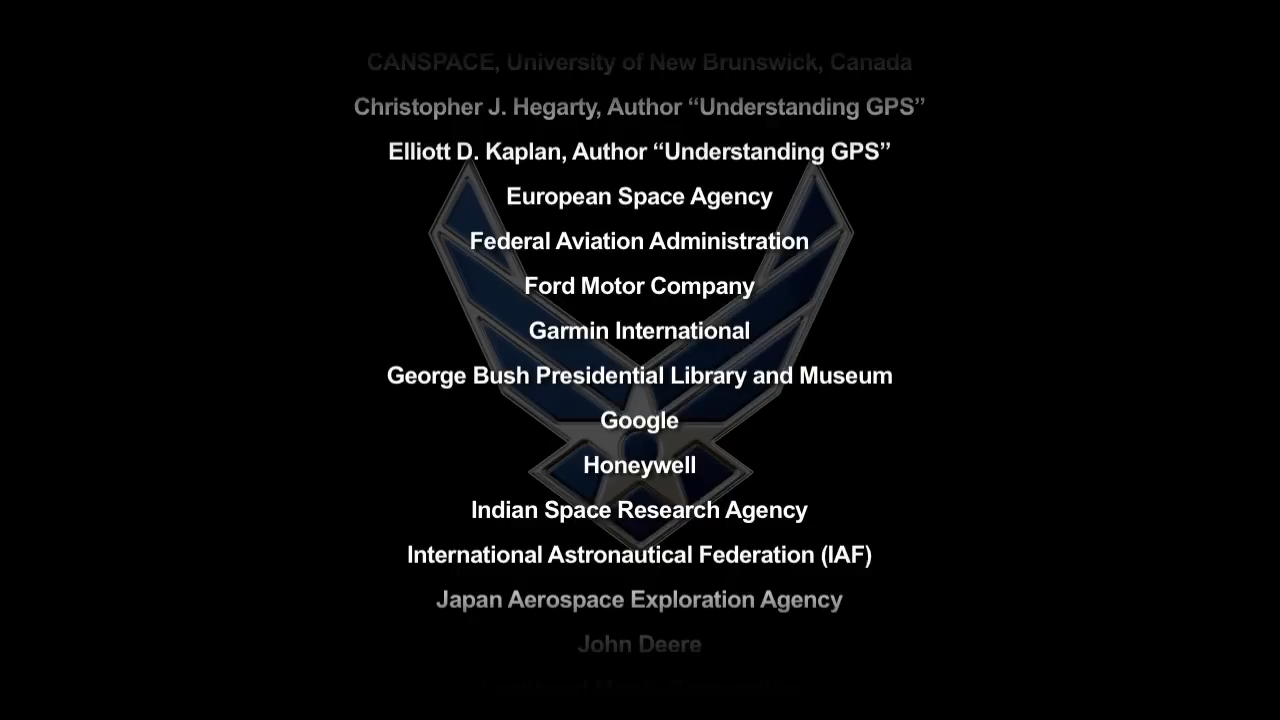 CANSPACE, University of New Brunswick, Canada
Christopher J. Hegarty, Author “Understanding GPS”
Elliott D. Kaplan, Author “Understanding GPS”
European Space Agency
Federal Aviation Administration
Ford Motor Company
Garmin International
George Bush Presidential Library and Museum
Google
Honeywell
Indian Space Research Agency
International Astronautical Federation (IAF)
Japan Aerospace Exploration Agency
John Deere